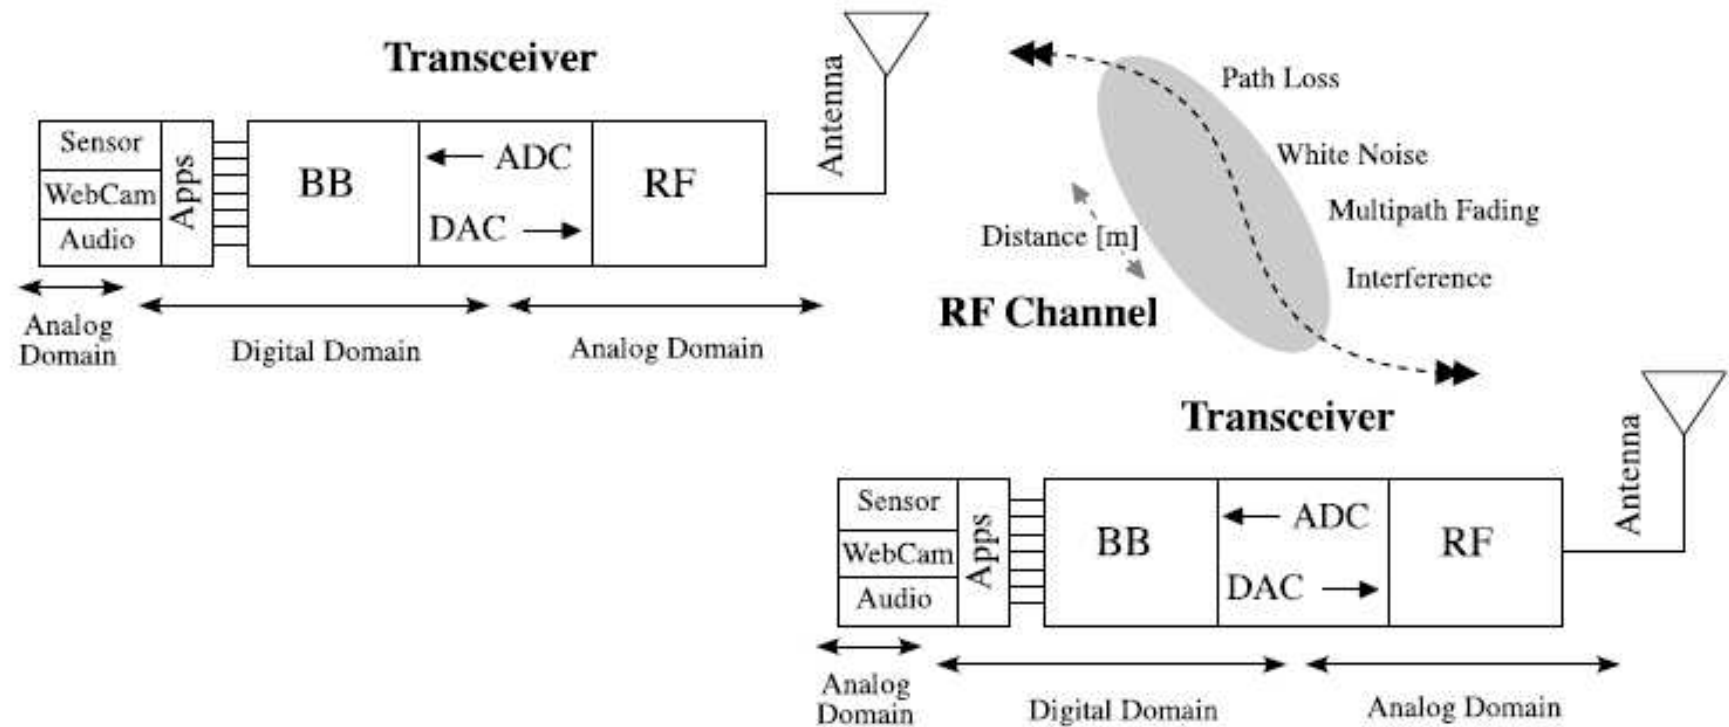 Transceiver
Antenna
Sensor
WebCam
Audio
Apps
BB
ADC
DAC
RF
Analog
Domain
Digital Domain
Analog Domain
Path Loss
White Noise
Multipath Fading
Interference
Distance [m]
RF Channel
Transceiver
Antenna
Sensor
WebCam
Audio
Apps
BB
ADC
DAC
RF
Analog
Domain
Digital Domain
Analog Domain